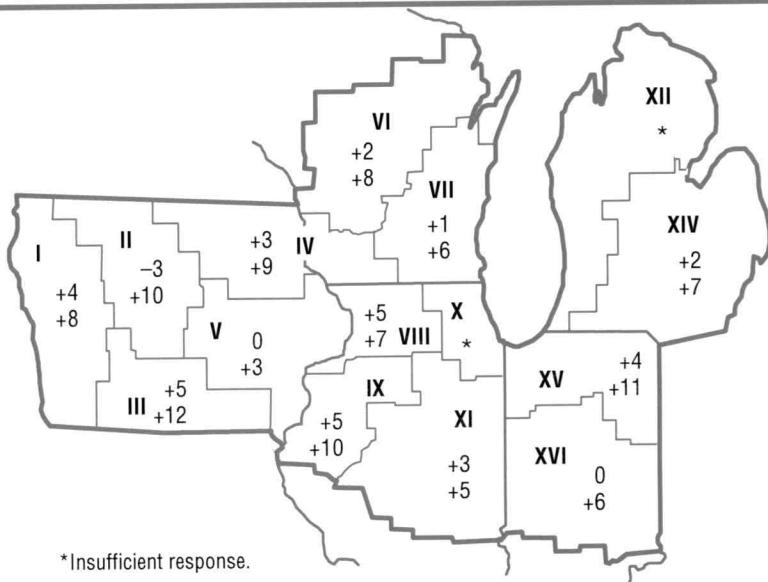 XII
*
VI
+2
+8
VII
+1
+6
XIV
+2
+7
I
+4
+8
II
−3
+10
+3 IV
+9
V
0
+3
III +5
+12
+5
+7 VIII
X
*
IX
+5
+10
XI
+3
+5
XV +4
+11
XVI
0
+6
*Insufficient response.